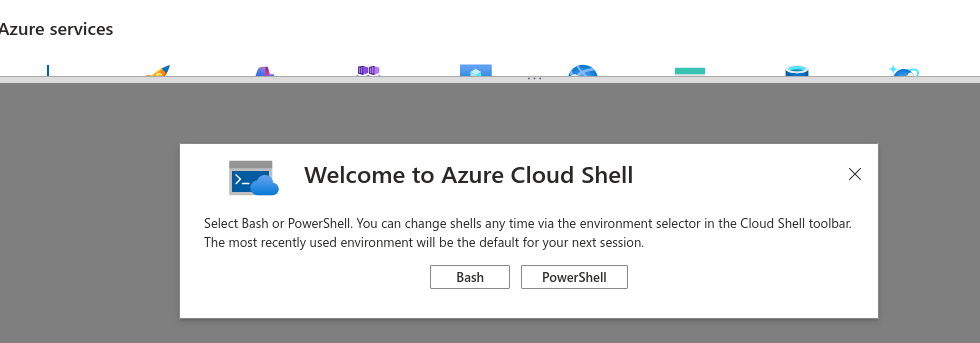 Azure services
Welcome to Azure Cloud Shell
Select Bash or PowerShell. You can change shells any time via the environment selector in the Cloud Shell toolbar.
The most recently used environment will be the default for your next session.
Bash PowerShell